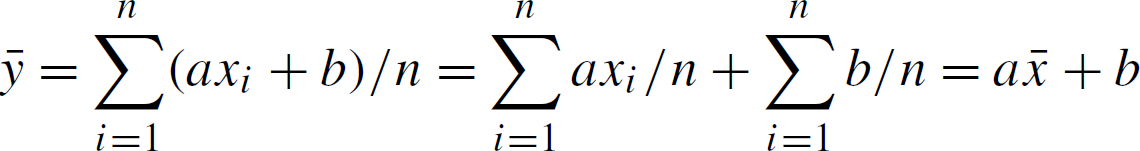 ȳ = ∑_{i=1}^{n} (ax_i + b)/n = ∑_{i=1}^{n} ax_i/n + ∑_{i=1}^{n} b/n = ax̄ + b